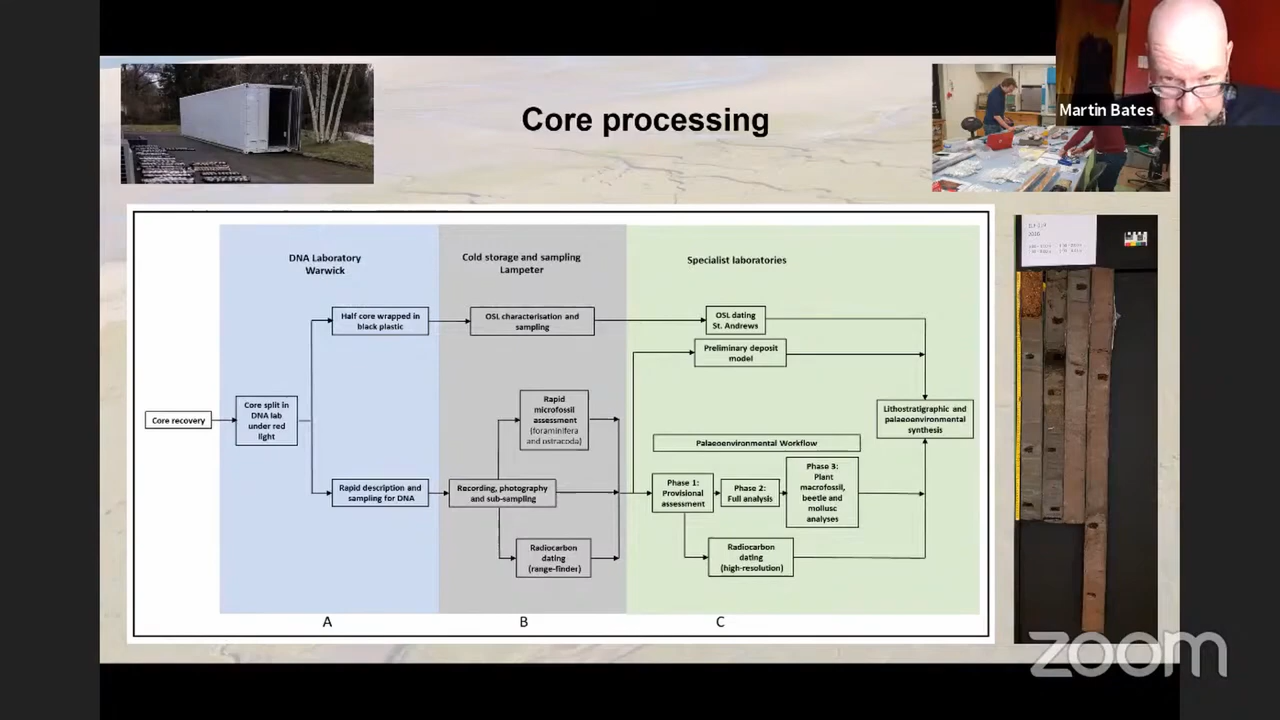 Core processing
Martin Bates
DNA Laboratory
Warwick
Cold storage and sampling
Lampeter
Specialist laboratories
Half core wrapped in
black plastic
OSL characterisation and
sampling
OSL dating
St. Andrews
Preliminary deposit
model
Core recovery
Core split in
DNA lab
under red
light
Rapid
microfossil
assessment
(foraminifera
and ostracoda)
Lithostratigraphic and
palaeoenvironmental
synthesis
Palaeoenvironmental Workflow
Rapid description and
sampling for DNA
Recording, photography
and sub-sampling
Phase 1:
Provisional
assessment
Phase 2:
Full analysis
Phase 3:
Plant
macrofossil,
beetle and
mollusc
analyses
Radiocarbon
dating
(range-finder)
Radiocarbon
dating
(high-resolution)
A
B
C
zoom